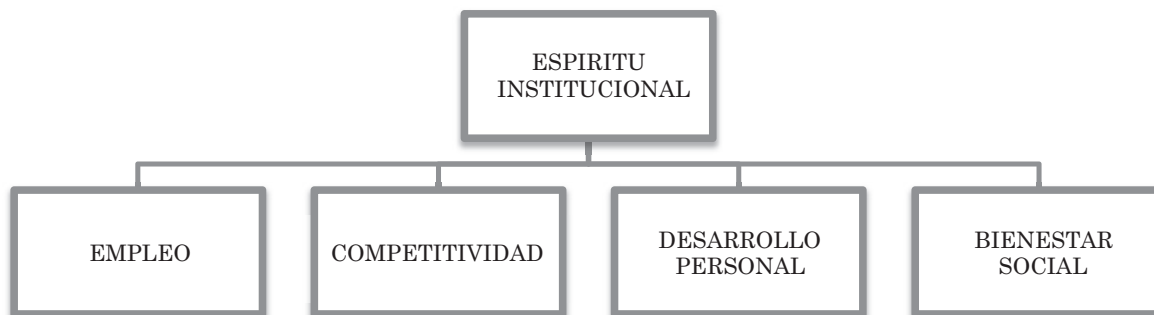 ESPIRITU
INSTITUCIONAL
EMPLEO
COMPETITIVIDAD
DESARROLLO
PERSONAL
BIENESTAR
SOCIAL